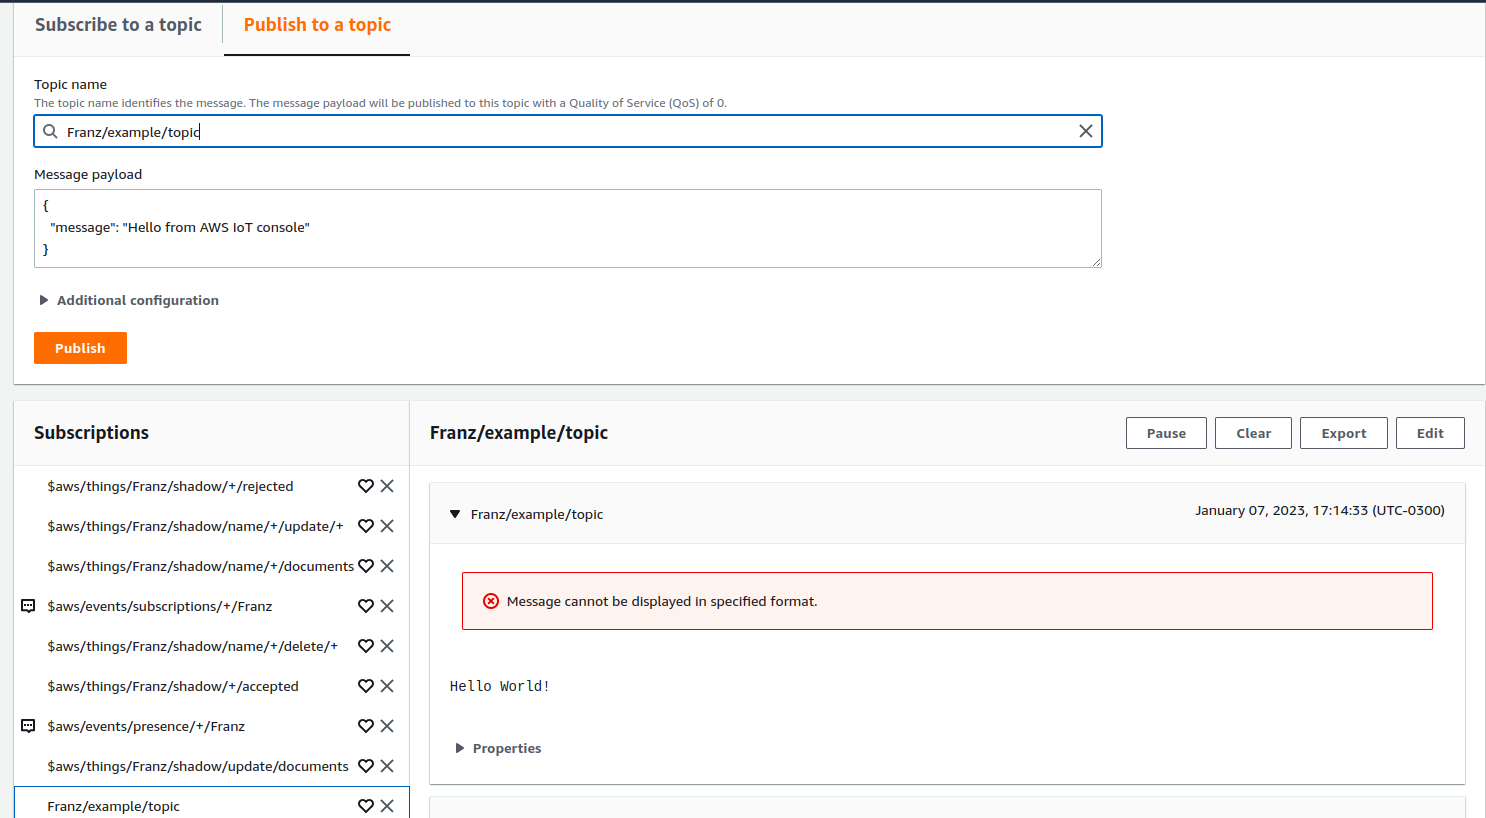 Subscribe to a topic
Publish to a topic
Topic name
The topic name identifies the message. The message payload will be published to this topic with a Quality of Service (QoS) of 0.
Franz/example/topic
Message payload
{
"message": "Hello from AWS IoT console"
}
Additional configuration
Publish
Subscriptions
$aws/things/Franz/shadow/+/rejected
$aws/things/Franz/shadow/name/+/update/+
$aws/things/Franz/shadow/name/+/documents
$aws/events/subscriptions/+/Franz
$aws/things/Franz/shadow/name/+/delete/+
$aws/things/Franz/shadow/+/accepted
$aws/events/presence/+/Franz
$aws/things/Franz/shadow/update/documents
Franz/example/topic
Franz/example/topic
Pause
Clear
Export
Edit
Franz/example/topic
January 07, 2023, 17:14:33 (UTC-0300)
Message cannot be displayed in specified format.
Hello World!
Properties